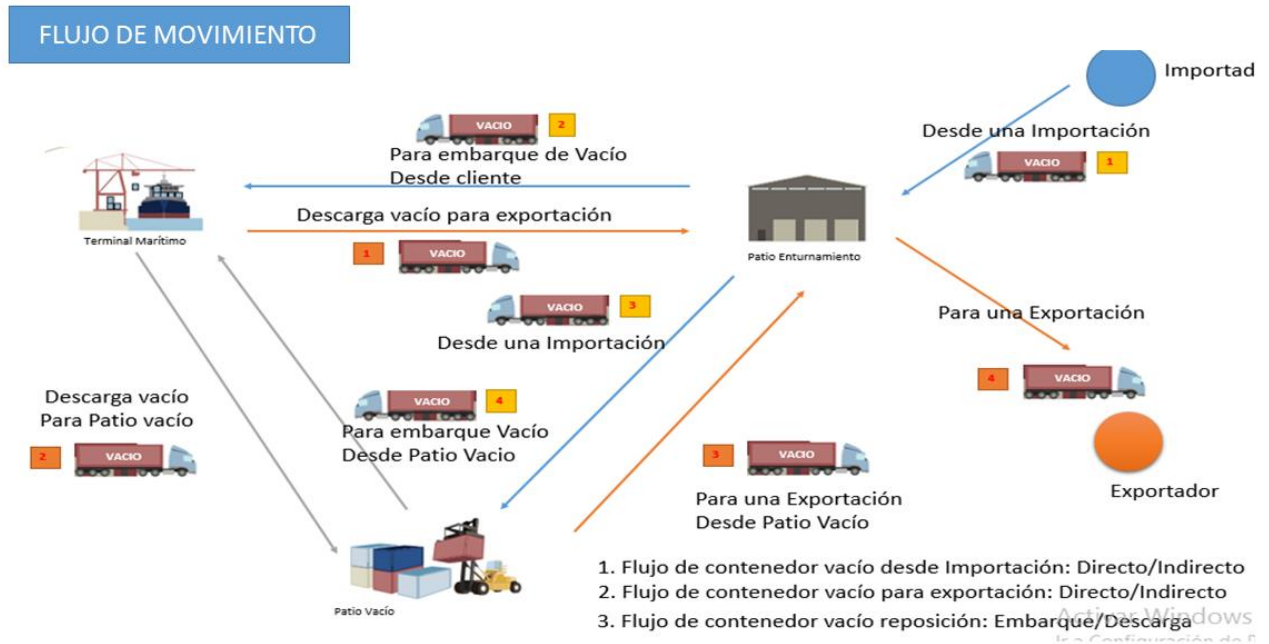 FLUJO DE MOVIMIENTO
Importad
Desde una Importación
VACIO 1
VACIO 2
Para embarque de Vacío
Desde cliente
Descarga vacío para exportación
1 VACIO
Terminal Marítimo
Patio Enturnamiento
VACIO 3
Desde una Importación
Para una Exportación
4 VACIO
Exportador
Descarga vacío
Para Patio vacío
2 VACIO
VACIO 4
Para embarque Vacío
Desde Patio Vacio
3 VACIO
Para una Exportación
Desde Patio Vacío
Patio Vacío
1. Flujo de contenedor vacío desde Importación: Directo/Indirecto
2. Flujo de contenedor vacío para exportación: Directo/Indirecto
3. Flujo de contenedor vacío reposición: Embarque/Descarga
Activar Windows